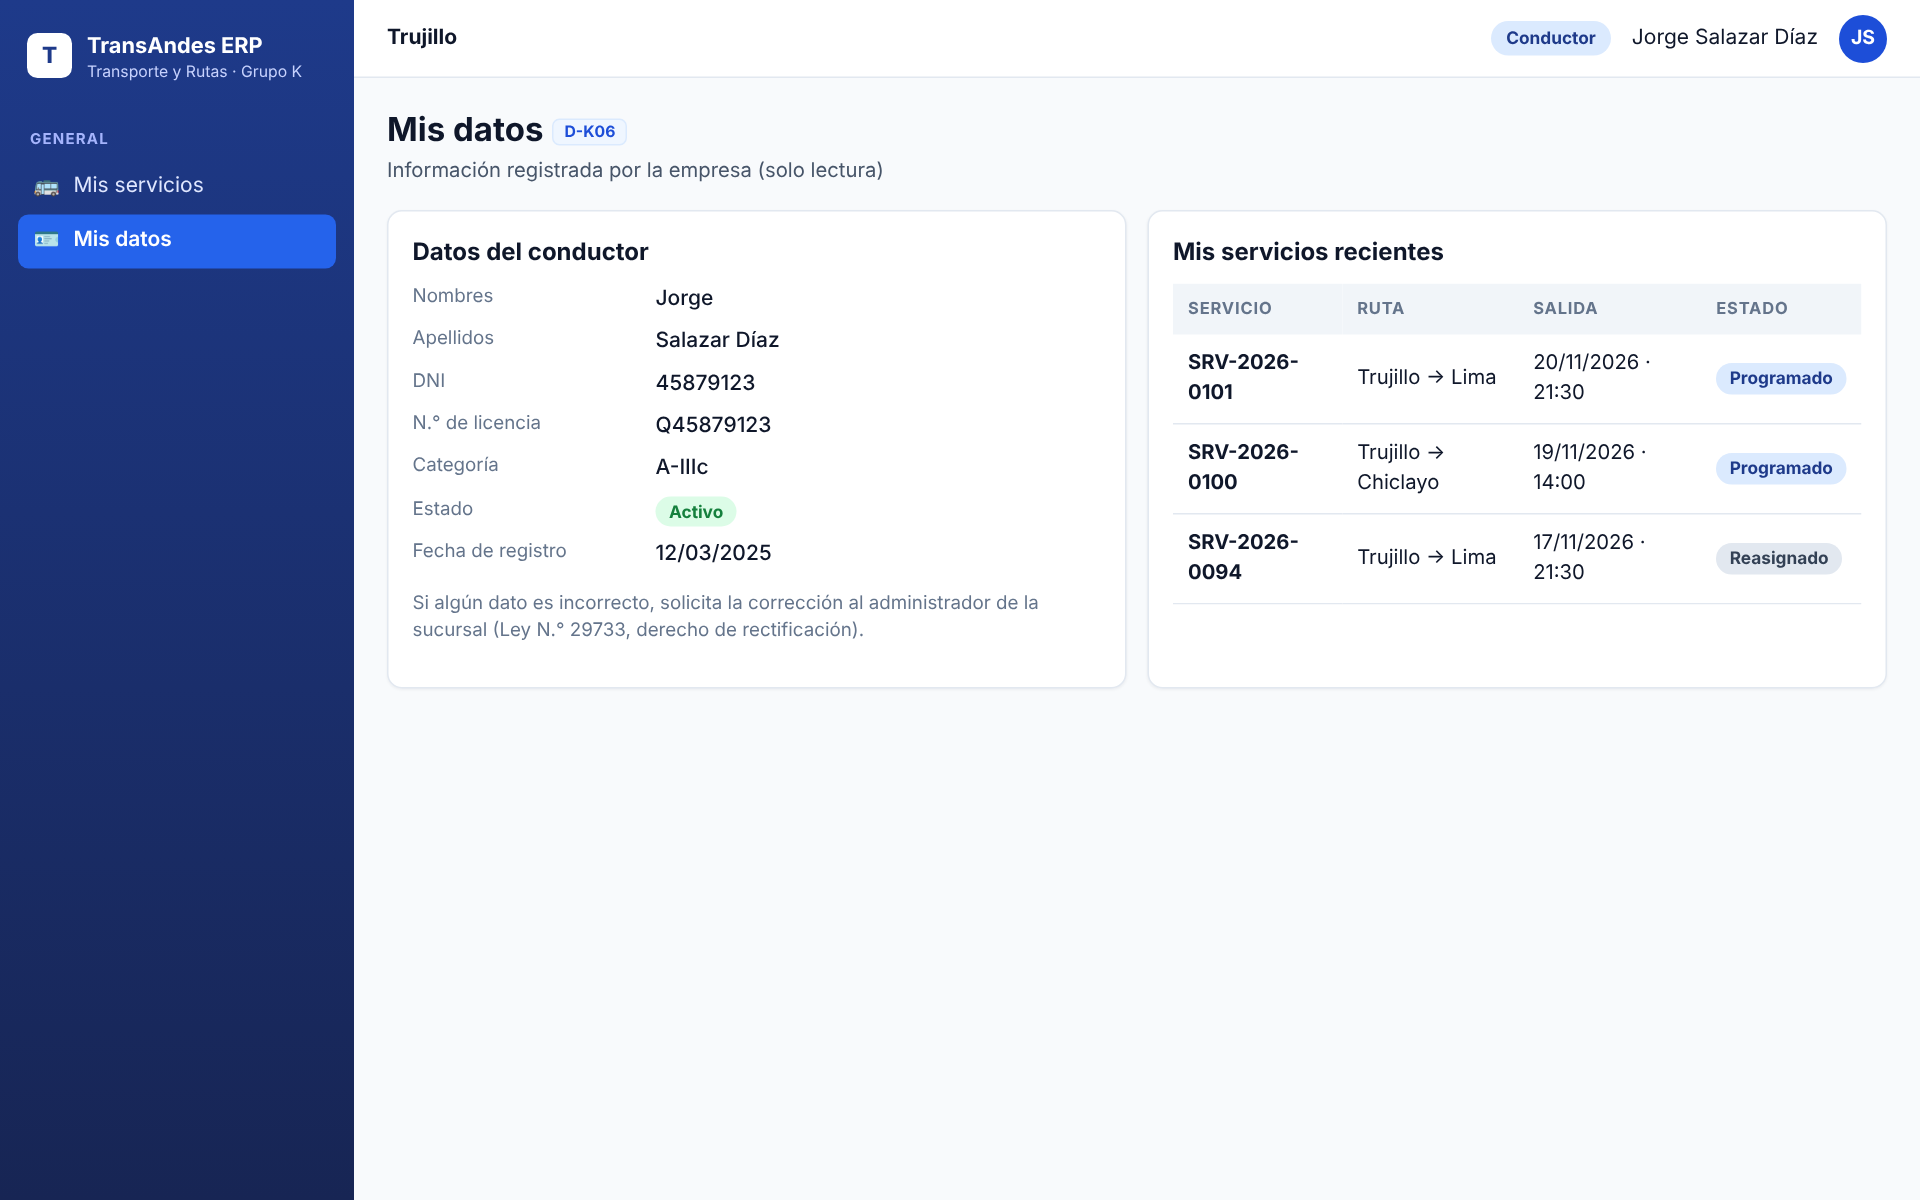 T
TransAndes ERP
Transporte y Rutas · Grupo K
GENERAL
Mis servicios
Mis datos
Trujillo
Conductor
Jorge Salazar Díaz
JS
Mis datos
D-K06
Información registrada por la empresa (solo lectura)
Datos del conductor
Nombres
Jorge
Apellidos
Salazar Díaz
DNI
45879123
N.° de licencia
Q45879123
Categoría
A-IIIc
Estado
Activo
Fecha de registro
12/03/2025
Si algún dato es incorrecto, solicita la corrección al administrador de la
sucursal (Ley N.° 29733, derecho de rectificación).
Mis servicios recientes
SERVICIO
RUTA
SALIDA
ESTADO
SRV-2026-
0101
Trujillo → Lima
20/11/2026 ·
21:30
Programado
SRV-2026-
0100
Trujillo →
Chiclayo
19/11/2026 ·
14:00
Programado
SRV-2026-
0094
Trujillo → Lima
17/11/2026 ·
21:30
Reasignado